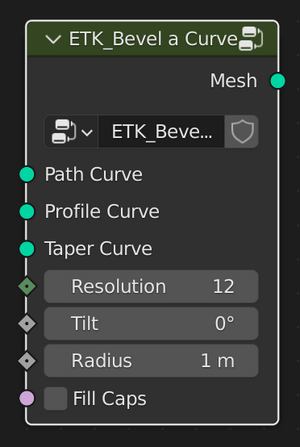 ETK_Bevel a Curve
Mesh
ETK_Beve...
Path Curve
Profile Curve
Taper Curve
Resolution 12
Tilt 0°
Radius 1 m
Fill Caps